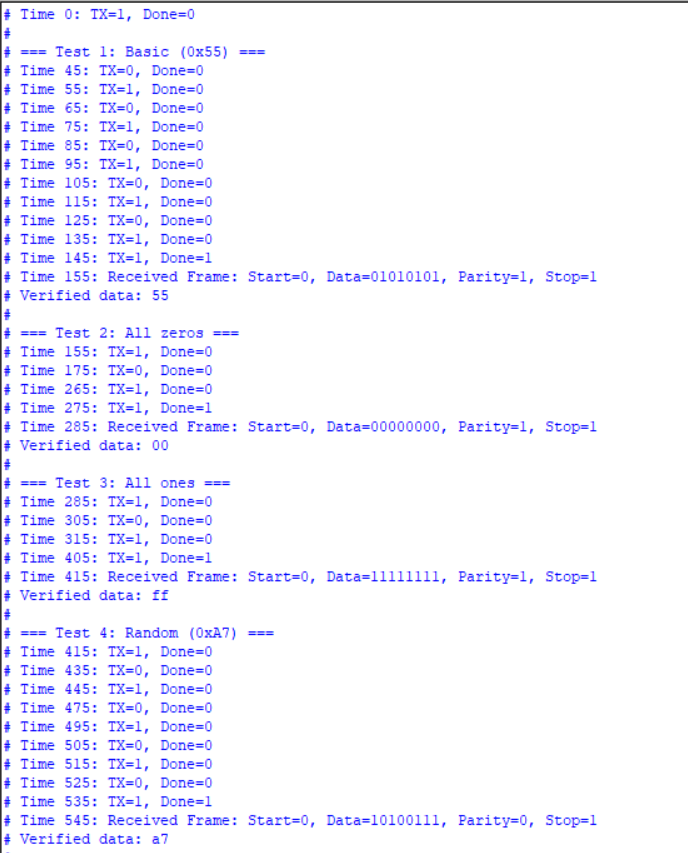 # Time 0: TX=1, Done=0
#
# === Test 1: Basic (0x55) ===
# Time 45: TX=0, Done=0
# Time 55: TX=1, Done=0
# Time 65: TX=0, Done=0
# Time 75: TX=1, Done=0
# Time 85: TX=0, Done=0
# Time 95: TX=1, Done=0
# Time 105: TX=0, Done=0
# Time 115: TX=1, Done=0
# Time 125: TX=0, Done=0
# Time 135: TX=1, Done=0
# Time 145: TX=1, Done=1
# Time 155: Received Frame: Start=0, Data=01010101, Parity=1, Stop=1
# Verified data: 55
#
# === Test 2: All zeros ===
# Time 155: TX=1, Done=0
# Time 175: TX=0, Done=0
# Time 265: TX=1, Done=0
# Time 275: TX=1, Done=1
# Time 285: Received Frame: Start=0, Data=00000000, Parity=1, Stop=1
# Verified data: 00
#
# === Test 3: All ones ===
# Time 285: TX=1, Done=0
# Time 305: TX=0, Done=0
# Time 315: TX=1, Done=0
# Time 405: TX=1, Done=1
# Time 415: Received Frame: Start=0, Data=11111111, Parity=1, Stop=1
# Verified data: ff
#
# === Test 4: Random (0xA7) ===
# Time 415: TX=1, Done=0
# Time 435: TX=0, Done=0
# Time 445: TX=1, Done=0
# Time 475: TX=0, Done=0
# Time 495: TX=1, Done=0
# Time 505: TX=0, Done=0
# Time 515: TX=1, Done=0
# Time 525: TX=0, Done=0
# Time 535: TX=1, Done=1
# Time 545: Received Frame: Start=0, Data=10100111, Parity=0, Stop=1
# Verified data: a7